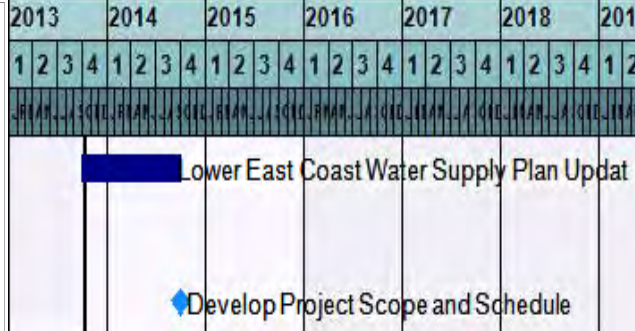 2013 2014 2015 2016 2017 2018 201
1 2 3 4 1 2 3 4 1 2 3 4 1 2 3 4 1 2 3 4 1 2 3 4 1 2
Lower East Coast Water Supply Plan Updat
Develop Project Scope and Schedule